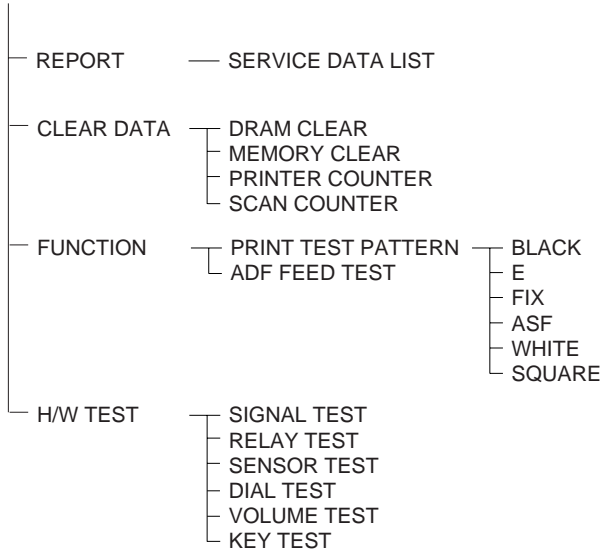 REPORT SERVICE DATA LIST
CLEAR DATA DRAM CLEAR
MEMORY CLEAR
PRINTER COUNTER
SCAN COUNTER
FUNCTION PRINT TEST PATTERN BLACK
ADF FEED TEST E
FIX
ASF
WHITE
SQUARE
H/W TEST SIGNAL TEST
RELAY TEST
SENSOR TEST
DIAL TEST
VOLUME TEST
KEY TEST